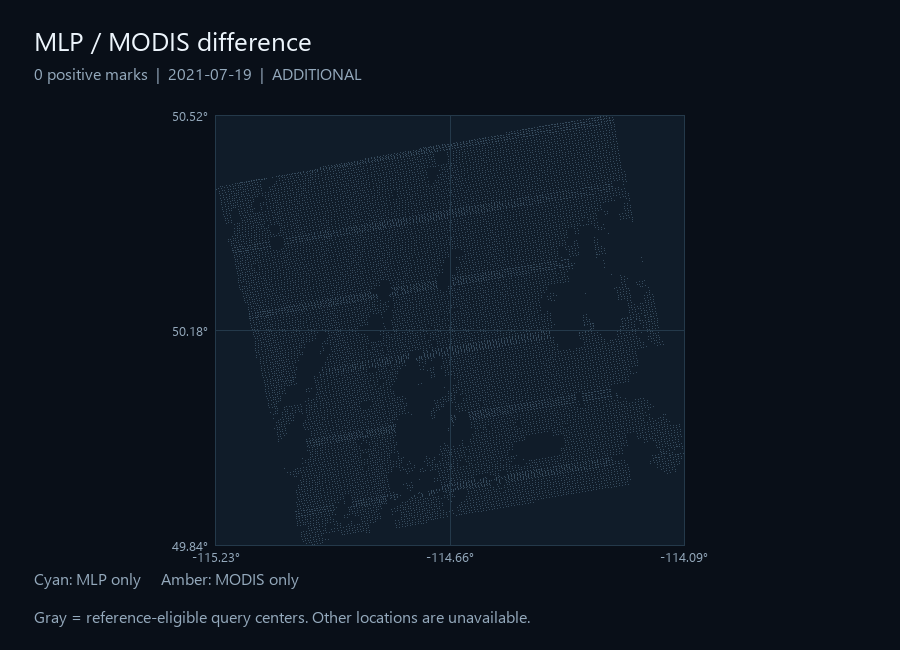 MLP / MODIS difference
0 positive marks | 2021-07-19 | ADDITIONAL
50.52°
50.18°
49.84°
-115.23° -114.66° -114.09°
Cyan: MLP only Amber: MODIS only
Gray = reference-eligible query centers. Other locations are unavailable.